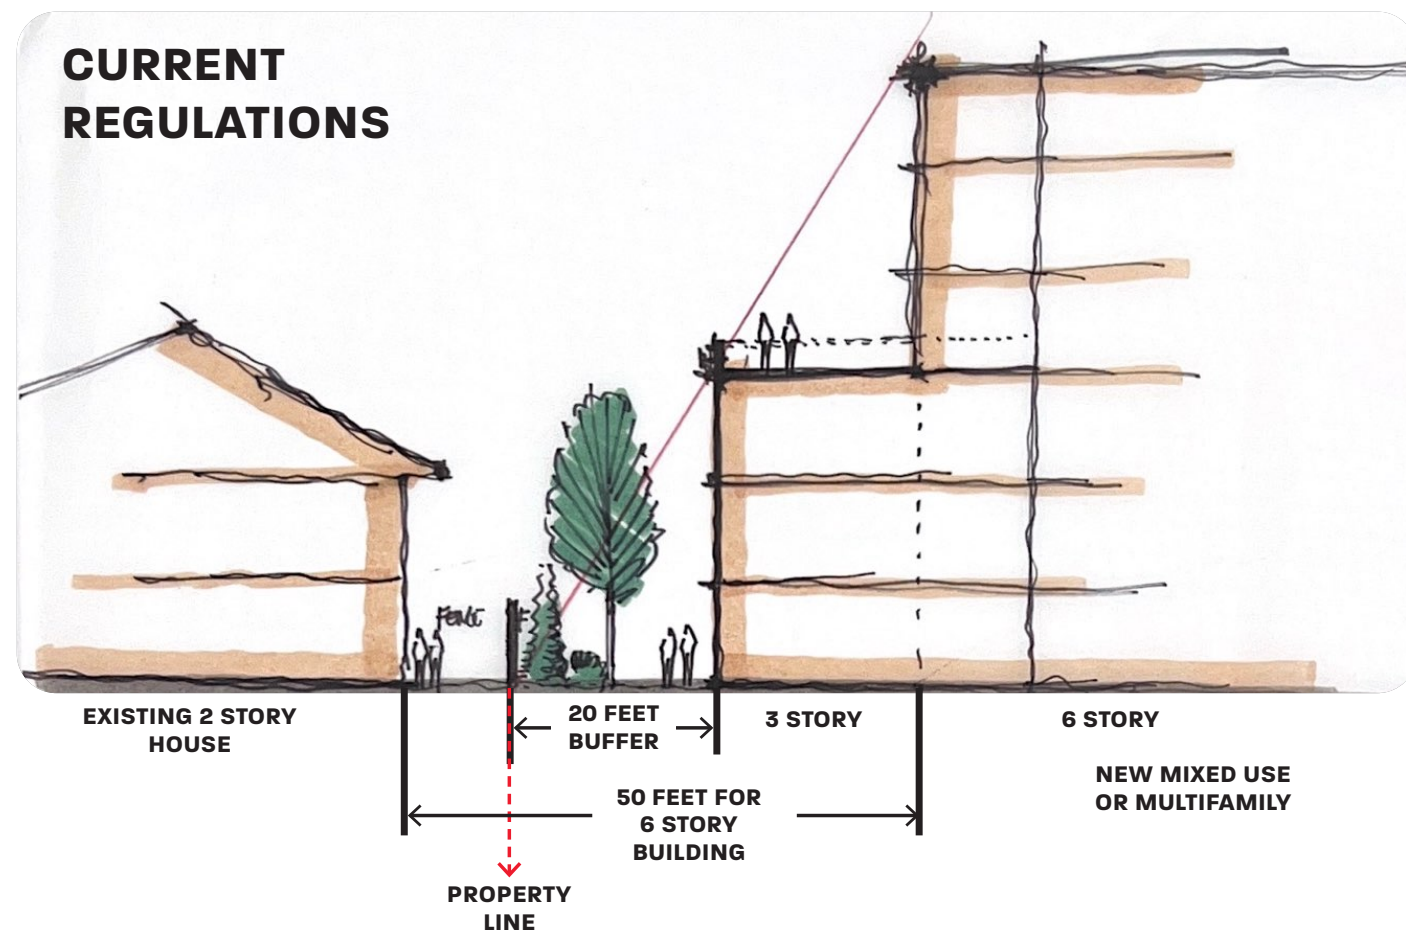 CURRENT
REGULATIONS
FENCE
EXISTING 2 STORY
HOUSE
20 FEET
BUFFER
3 STORY
6 STORY
NEW MIXED USE
OR MULTIFAMILY
50 FEET FOR
6 STORY
BUILDING
PROPERTY
LINE